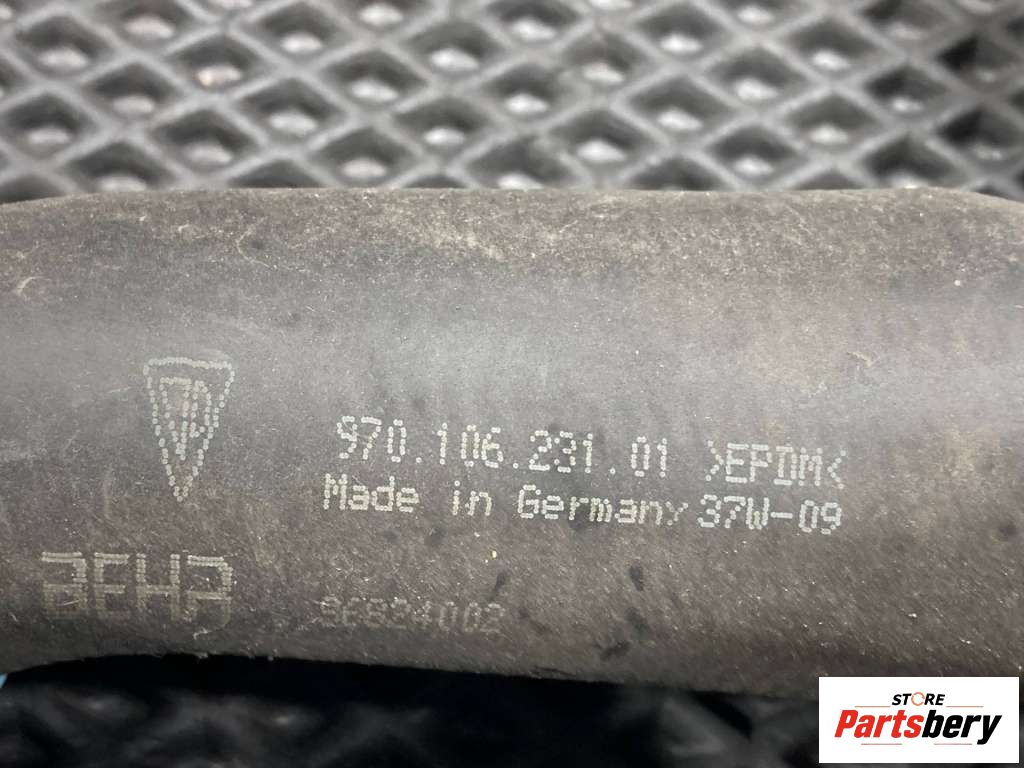 970.106.231.01 >EPDM<
Made in Germany 37W-09
BEHR
96824002
STORE
Partsbery